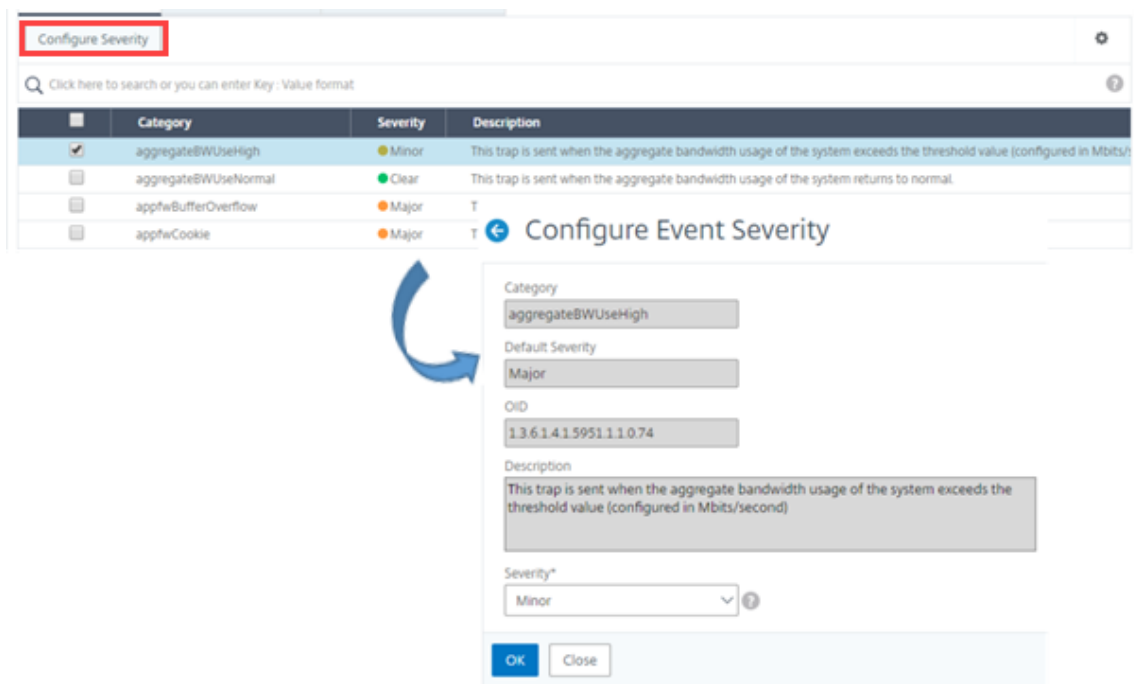 Configure Severity
Click here to search or you can enter Key : Value format
Category Severity Description
aggregateBWUseHigh Minor This trap is sent when the aggregate bandwidth usage of the system exceeds the threshold value (configured in Mbits/
aggregateBWUseNormal Clear This trap is sent when the aggregate bandwidth usage of the system returns to normal.
appfwBufferOverflow Major T
appfwCookie Major T
Configure Event Severity
Category
aggregateBWUseHigh
Default Severity
Major
OID
1.3.6.1.4.1.5951.1.1.0.74
Description
This trap is sent when the aggregate bandwidth usage of the system exceeds the
threshold value (configured in Mbits/second)
Severity*
Minor
OK Close